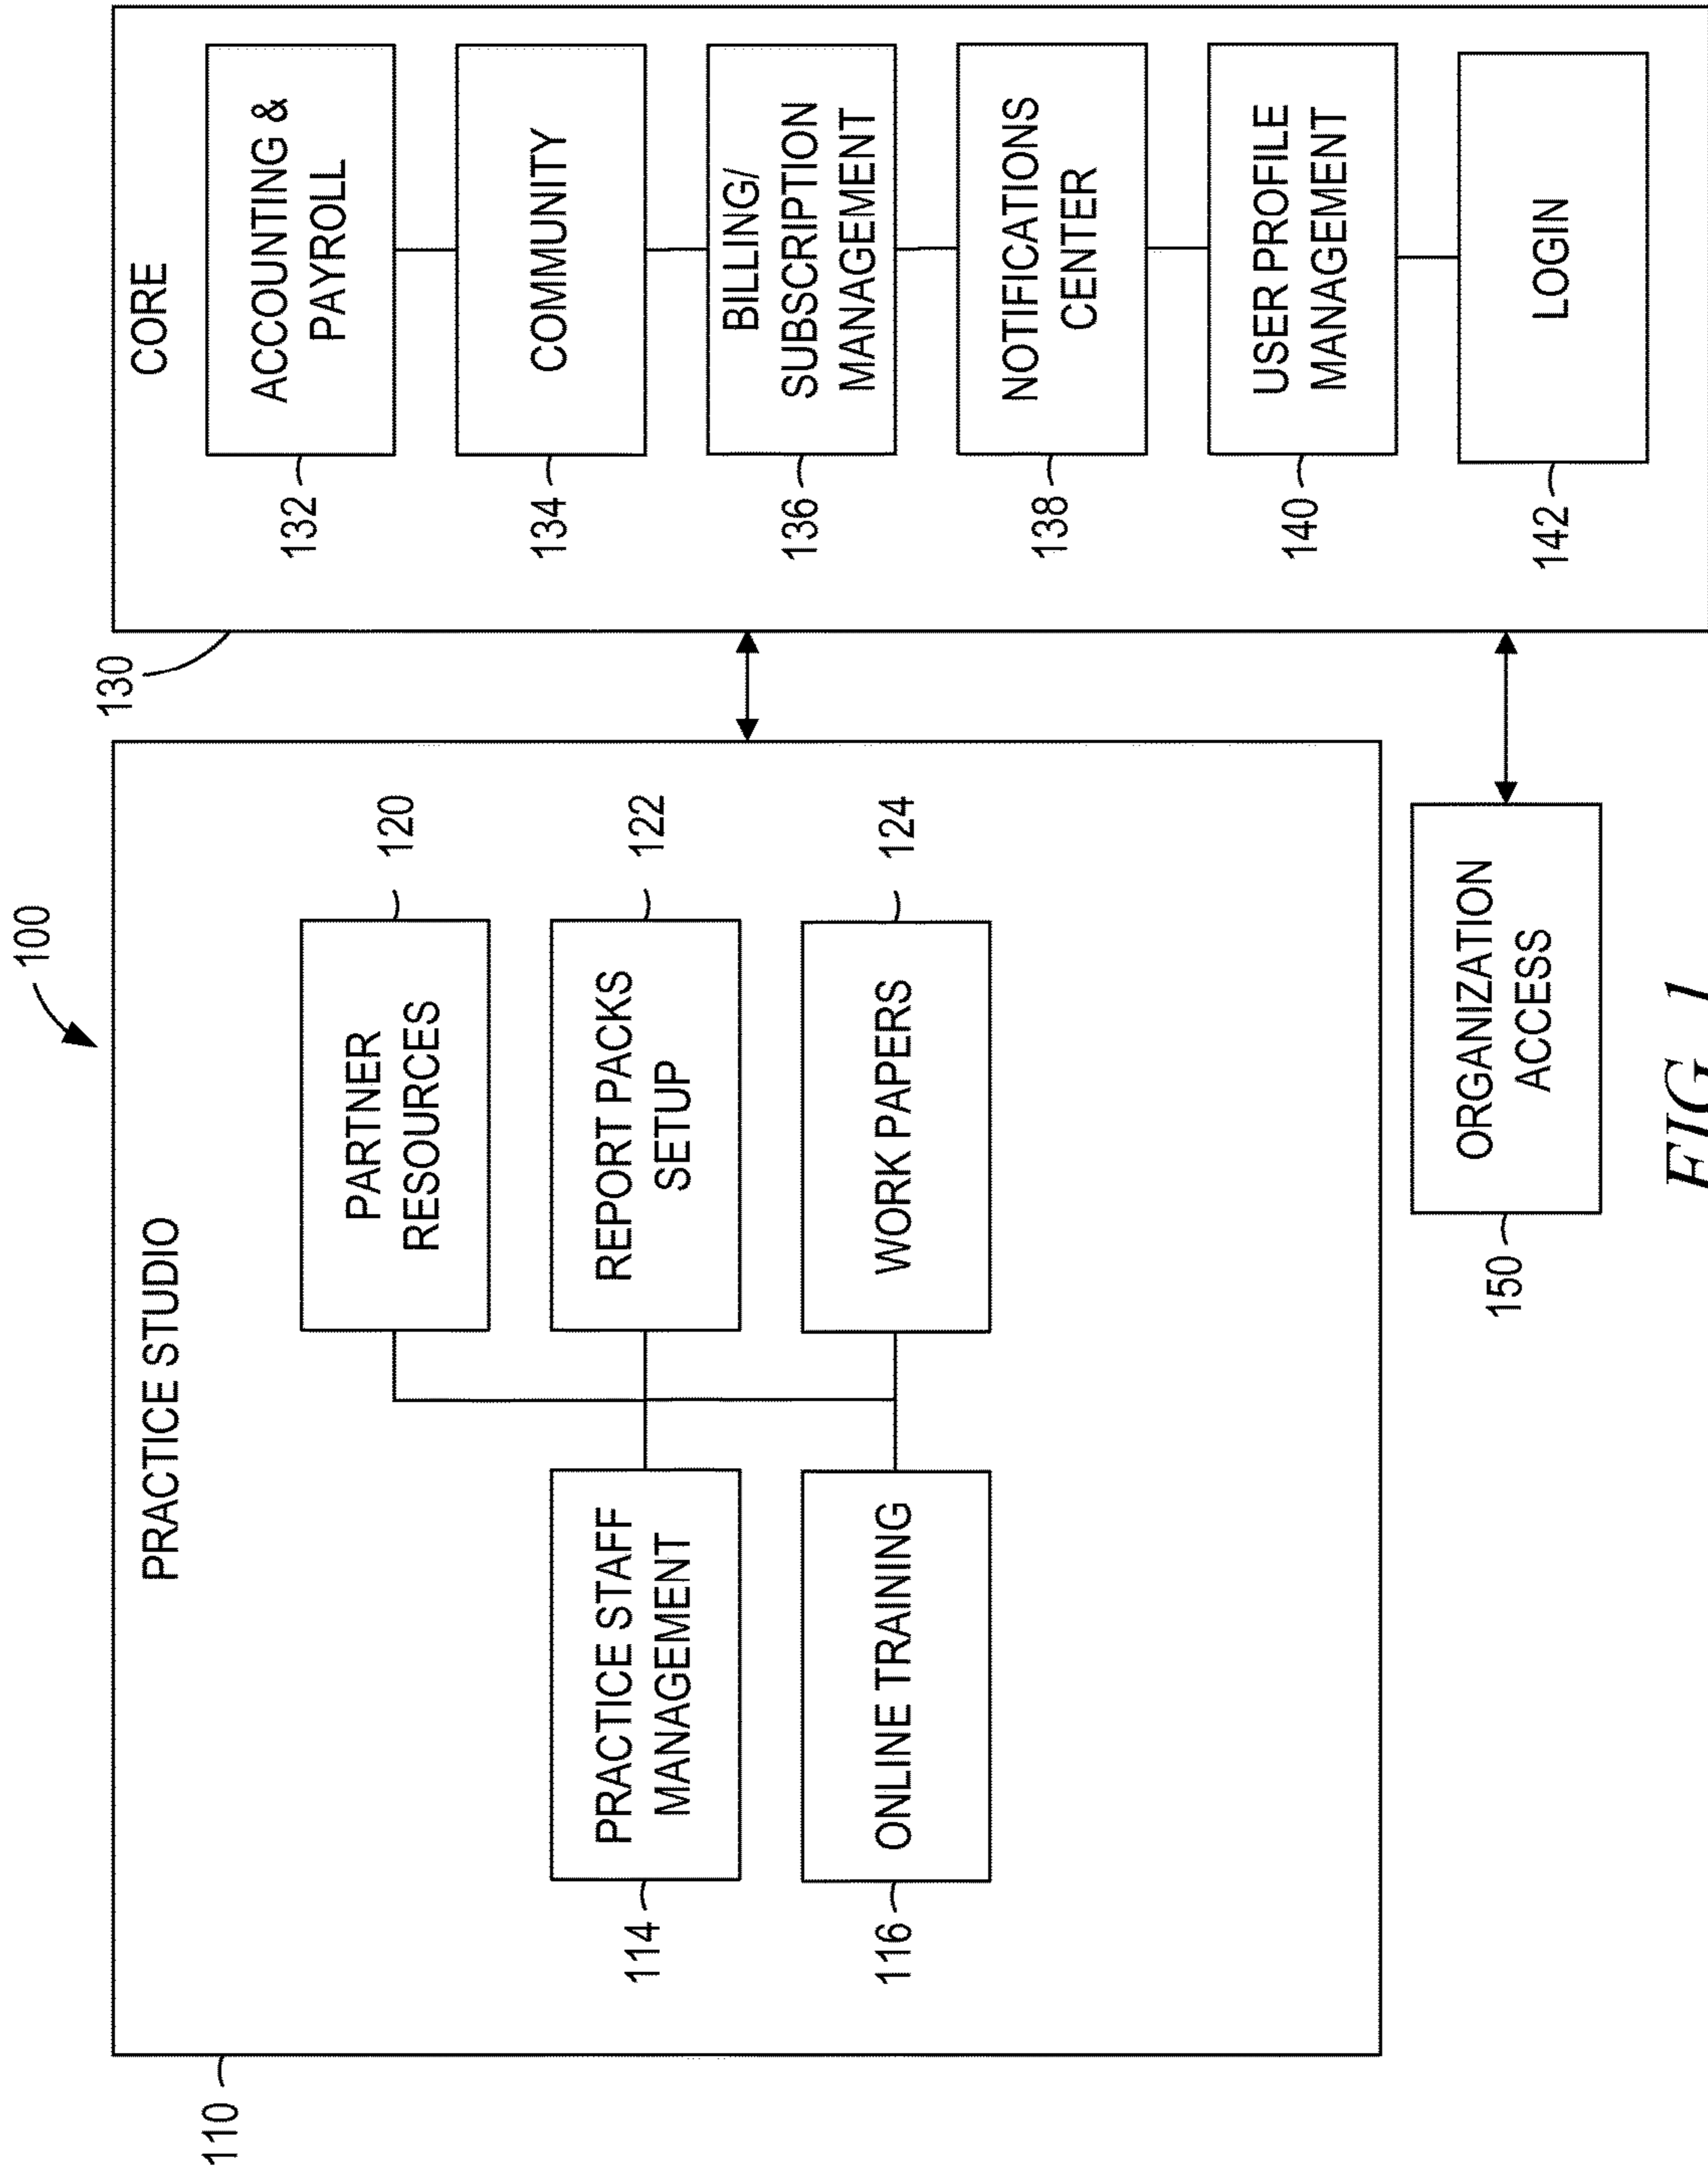 100
110
PRACTICE STUDIO
114
PRACTICE STAFF
MANAGEMENT
116
ONLINE TRAINING
PARTNER
RESOURCES
120
REPORT PACKS
SETUP
122
WORK PAPERS
124
130
CORE
132
ACCOUNTING &
PAYROLL
134
COMMUNITY
136
BILLING/
SUBSCRIPTION
MANAGEMENT
138
NOTIFICATIONS
CENTER
140
USER PROFILE
MANAGEMENT
142
LOGIN
150
ORGANIZATION
ACCESS
FIG. 1